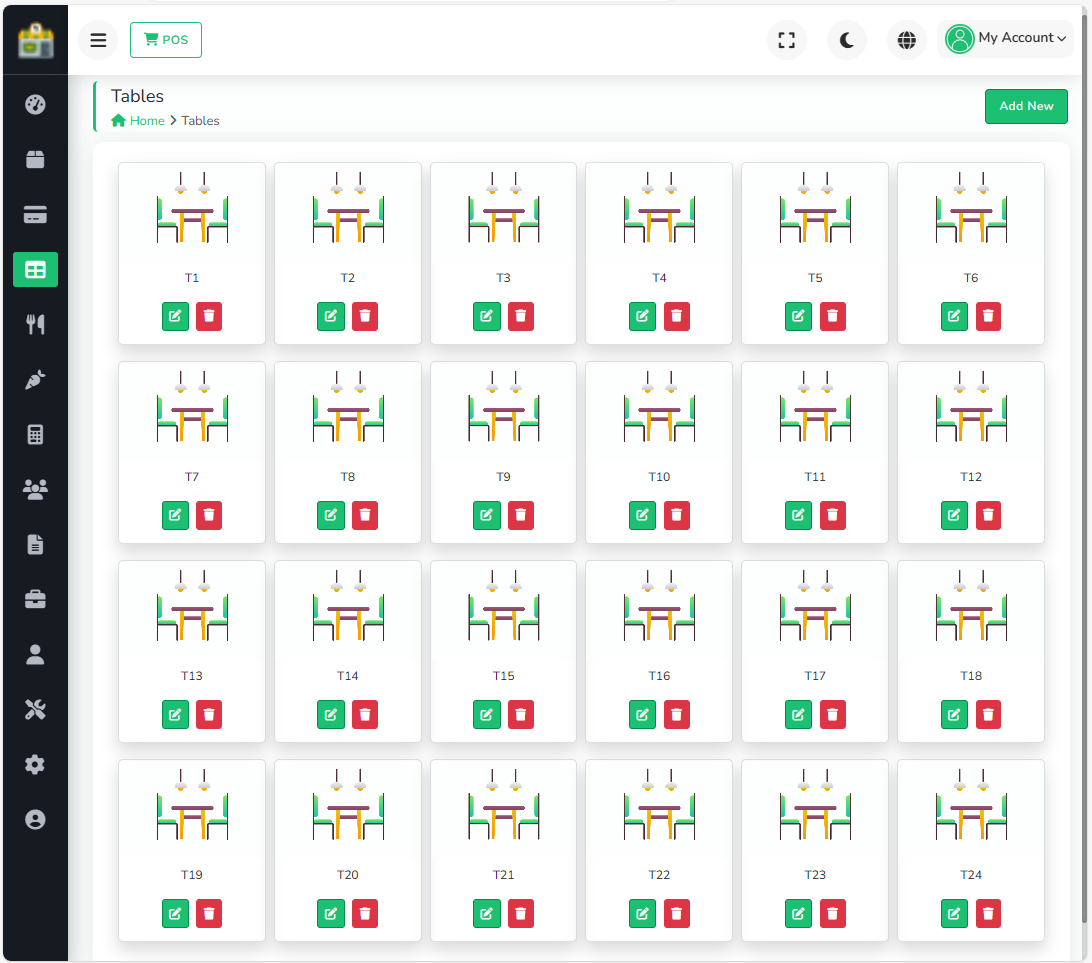 POS
My Account
Tables
Add New
Home > Tables
T1 T2 T3 T4 T5 T6
T7 T8 T9 T10 T11 T12
T13 T14 T15 T16 T17 T18
T19 T20 T21 T22 T23 T24